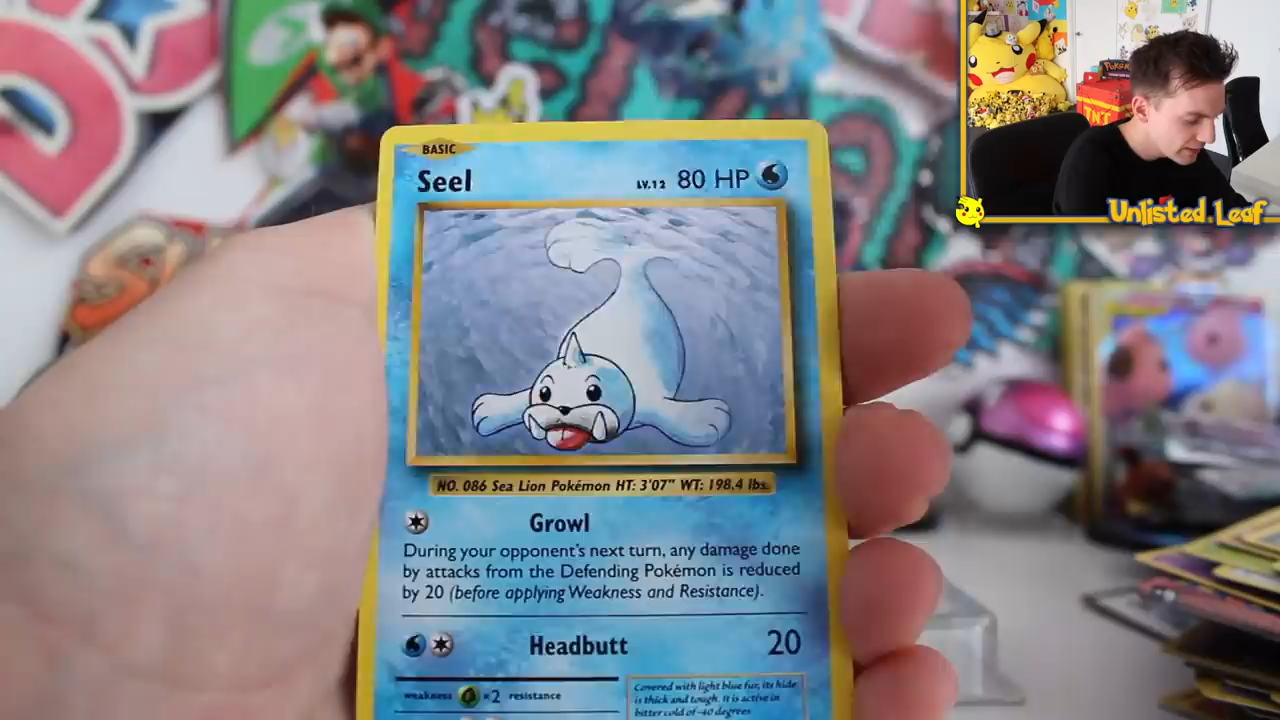 BASIC
Seel LV.12 80 HP
NO. 086 Sea Lion Pokémon HT: 3'07" WT: 198.4 lbs.
Growl
During your opponent's next turn, any damage done
by attacks from the Defending Pokémon is reduced
by 20 (before applying Weakness and Resistance).
Headbutt 20
weakness ×2 resistance
Covered with light blue fur, its hide
is thick and tough. It is active in
bitter cold of -40 degrees
TNT
Unlisted.Leaf